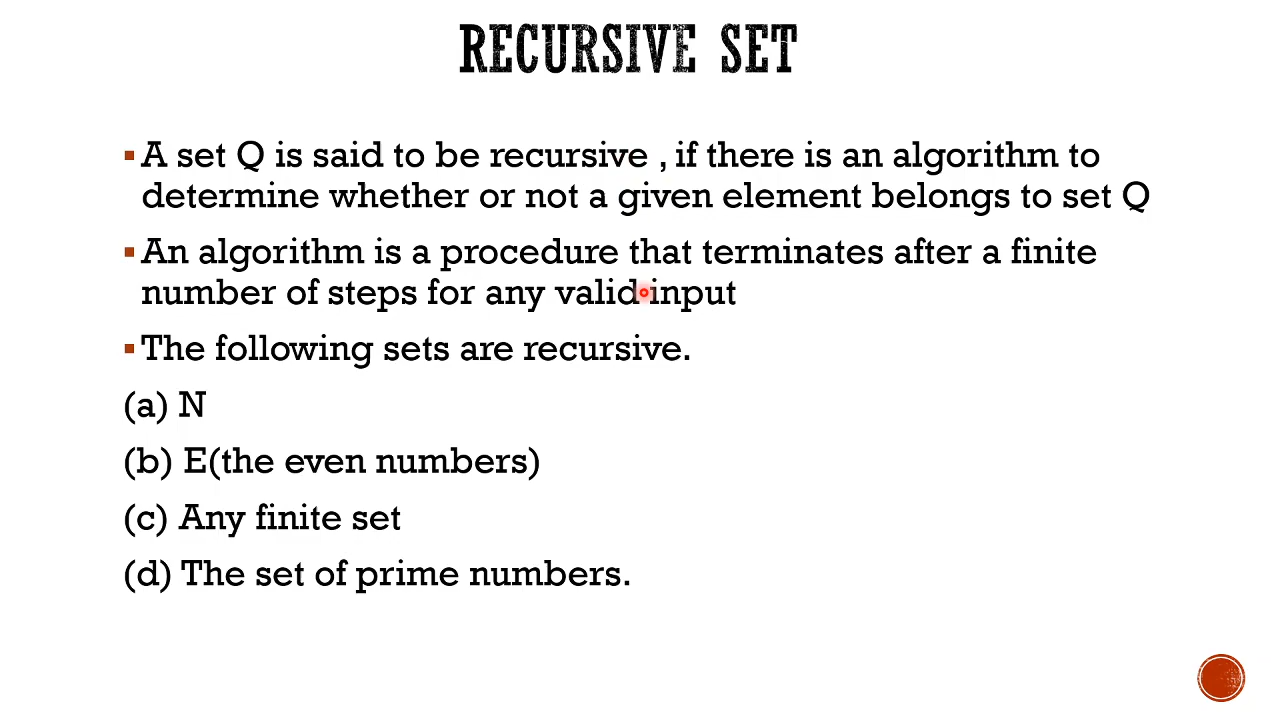 RECURSIVE SET
▪A set Q is said to be recursive , if there is an algorithm to
determine whether or not a given element belongs to set Q
▪An algorithm is a procedure that terminates after a finite
number of steps for any valid input
▪The following sets are recursive.
(a) N
(b) E(the even numbers)
(c) Any finite set
(d) The set of prime numbers.